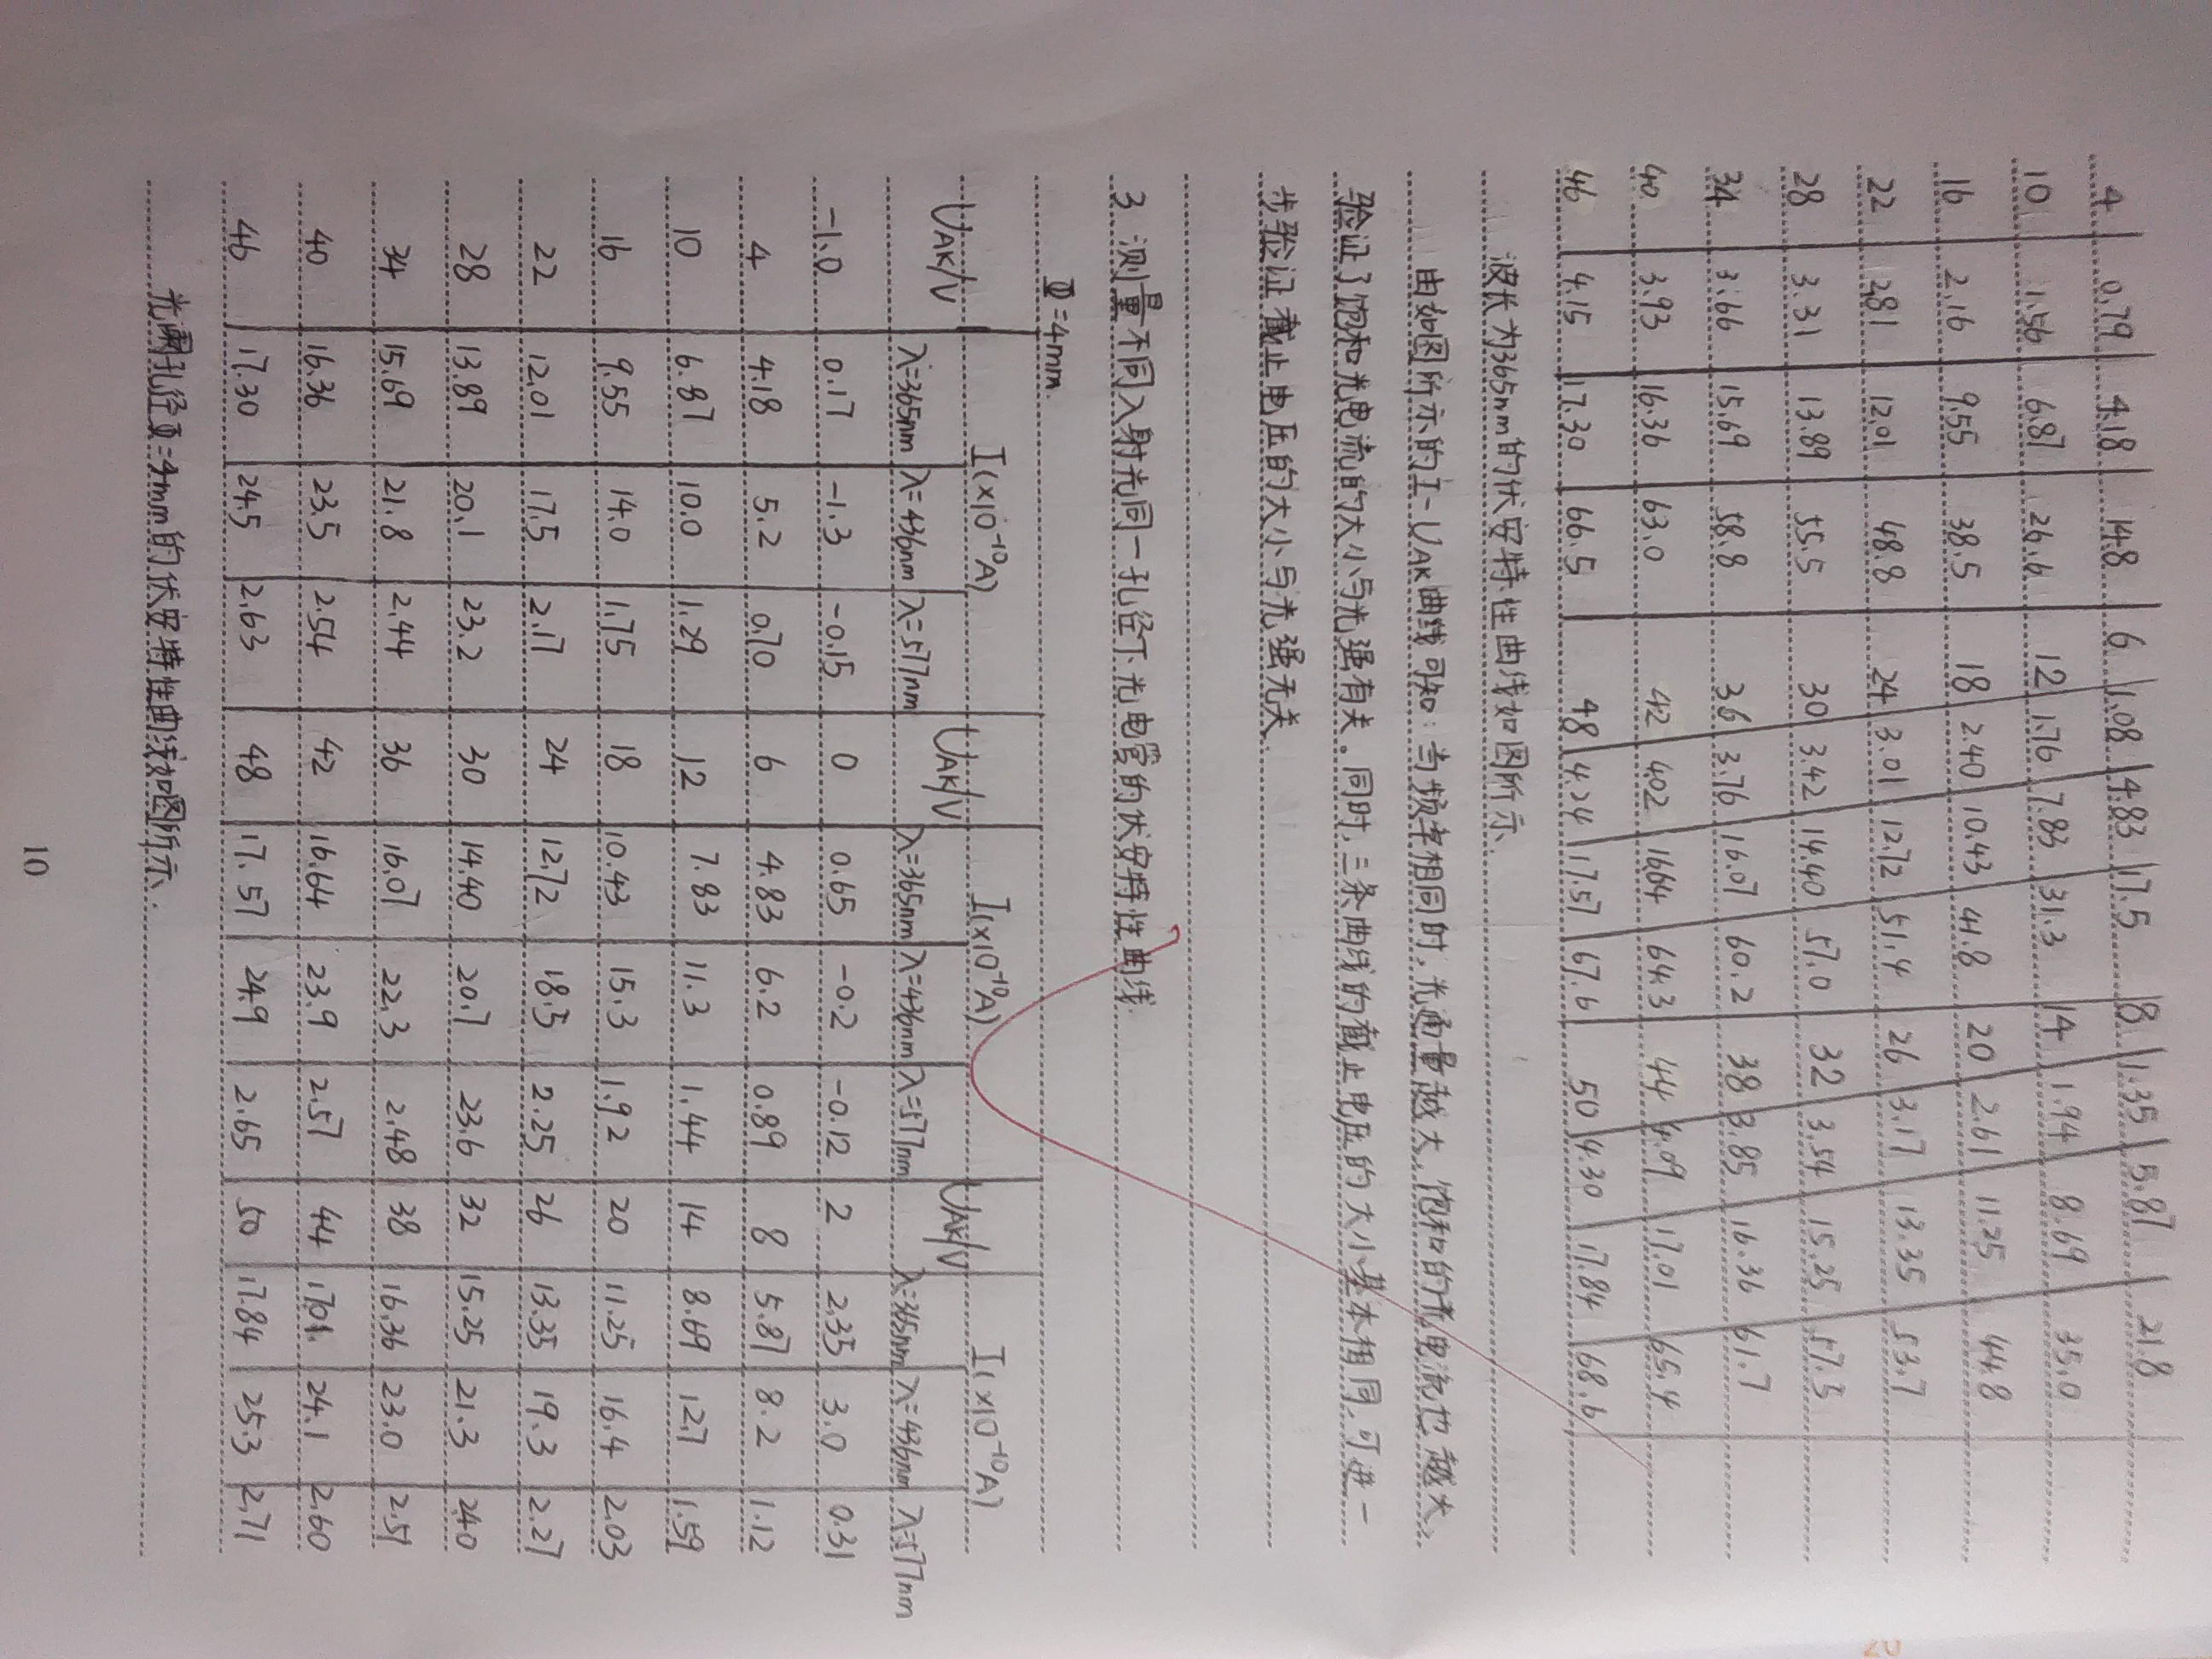 4 0.79 4.18 14.8 6 1.08 4.83 17.5 8 1.35 5.87 21.8
10 1.56 6.87 26.6 12 1.76 7.83 31.3 14 1.94 8.69 35.0
16 2.16 9.55 38.5 18 2.40 10.43 41.8 20 2.61 11.25 44.8
22 2.81 12.01 48.8 24 3.01 12.72 51.4 26 3.17 13.35 53.7
28 3.31 13.89 55.5 30 3.42 14.40 57.0 32 3.54 15.25 57.3
34 3.66 15.69 58.8 36 3.76 16.07 60.2 38 3.85 16.36 61.7
40 3.93 16.36 63.0 42 4.02 16.64 64.3 44 4.09 17.01 65.4
46 4.15 17.30 66.5 48 4.24 17.57 67.6 50 4.30 17.84 68.6
波长为365nm的伏安特性曲线如图所示.
由如图所示的I-UAK曲线可知:当频率相同时,光通量越大,饱和的光电流也越大,
验证了饱和光电流的大小与光强有关。同时,三条曲线的截止电压的大小基本相同,可进一
步验证截止电压的大小与光强无关.
3 测量不同入射光同一孔径下光电管的伏安特性曲线.
Φ=4mm.
UAK/V I(×10⁻¹⁰A) UAK/V I(×10⁻¹⁰A) UAK/V I(×10⁻¹⁰A)
λ=365nm λ=436nm λ=577nm λ=365nm λ=436nm λ=577nm λ=365nm λ=436nm λ=577nm
-1.0 0.17 -1.3 -0.15 0 0.65 -0.2 -0.12 2 2.35 3.0 0.31
4 4.18 5.2 0.70 6 4.83 6.2 0.89 8 5.87 8.2 1.12
10 6.87 10.0 1.29 12 7.83 11.3 1.44 14 8.69 12.7 1.59
16 9.55 14.0 1.75 18 10.43 15.3 1.92 20 11.25 16.4 2.03
22 12.01 17.5 2.17 24 12.72 18.5 2.25 26 13.35 19.3 2.27
28 13.89 20.1 23.2 30 14.40 20.7 23.6 32 15.25 21.3 24.0
34 15.69 21.8 2.44 36 16.07 22.3 2.48 38 16.36 23.0 2.51
40 16.36 23.5 2.54 42 16.64 23.9 2.57 44 17.01 24.1 2.60
46 17.30 24.5 2.63 48 17.57 24.9 2.65 50 17.84 25.3 2.71
光阑孔径Φ=4mm的伏安特性曲线如图所示.
10